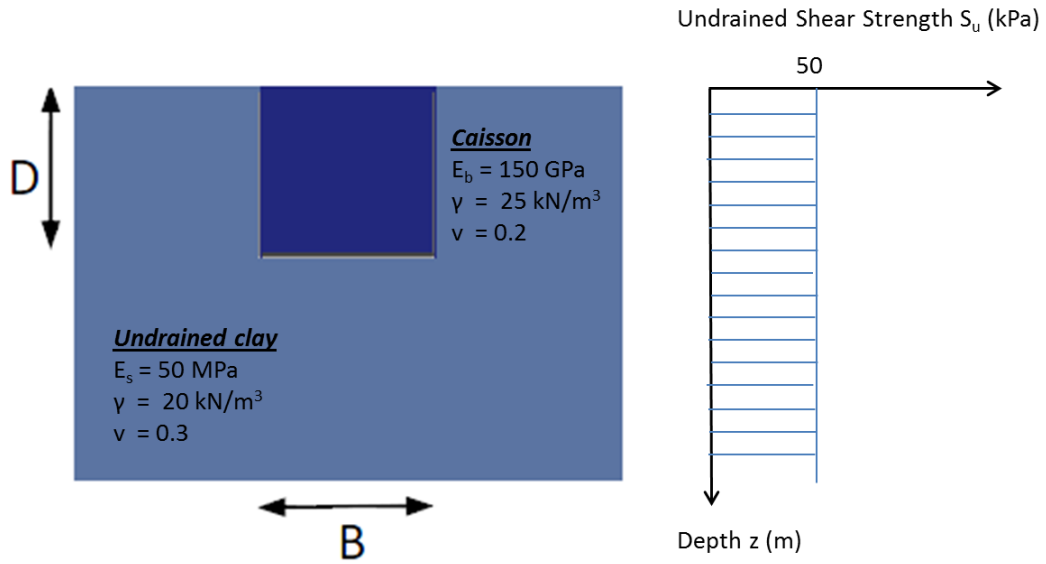 Undrained Shear Strength Su (kPa)
50
D
Caisson
Eb = 150 GPa
γ = 25 kN/m³
ν = 0.2
Undrained clay
Es = 50 MPa
γ = 20 kN/m³
ν = 0.3
B
Depth z (m)